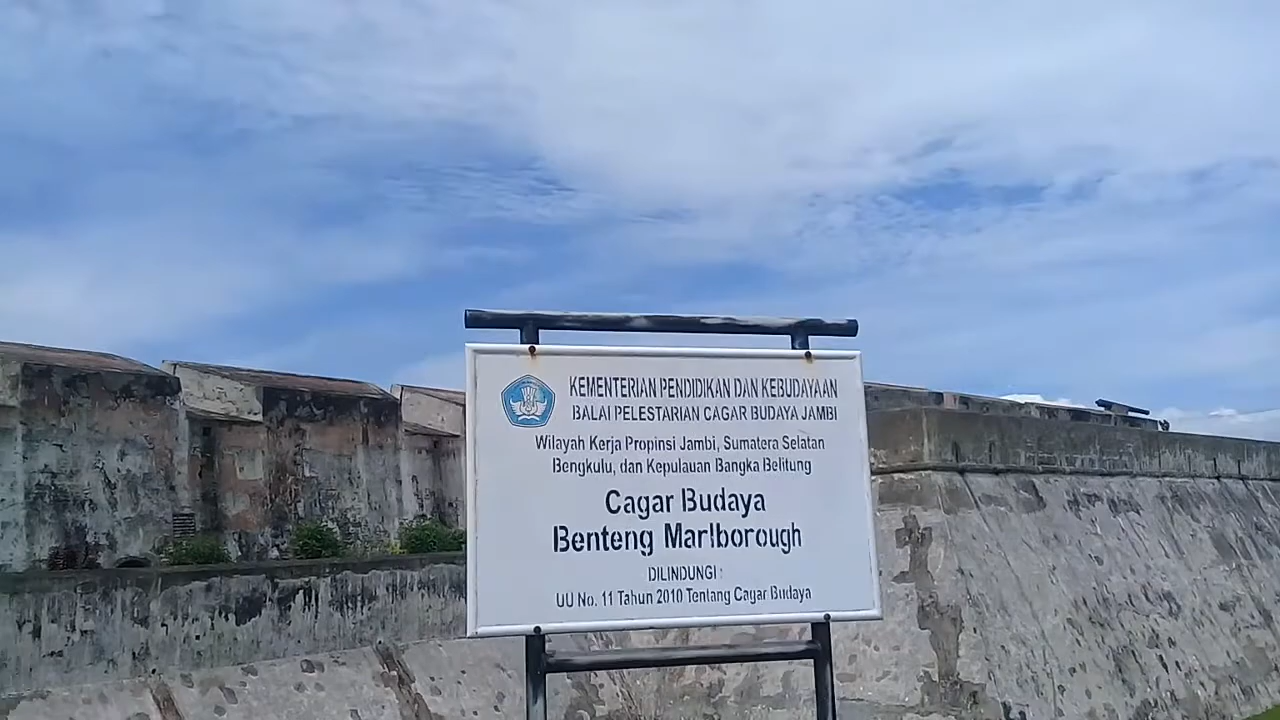 KEMENTERIAN PENDIDIKAN DAN KEBUDAYAAN
BALAI PELESTARIAN CAGAR BUDAYA JAMBI
Wilayah Kerja Propinsi Jambi, Sumatera Selatan
Bengkulu, dan Kepulauan Bangka Belitung
Cagar Budaya
Benteng Marlborough
DILINDUNGI :
UU No. 11 Tahun 2010 Tentang Cagar Budaya